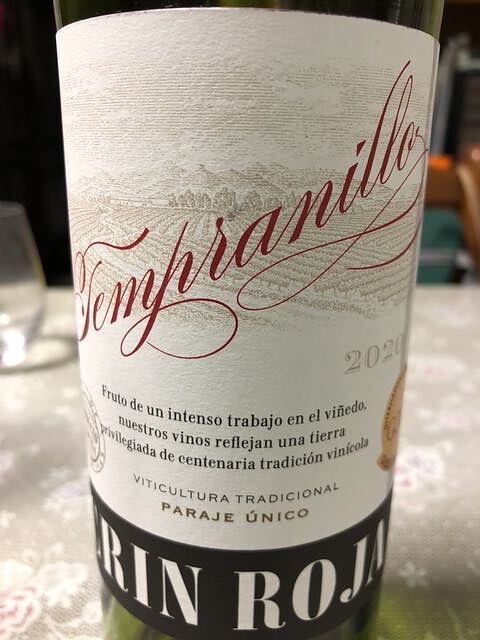 Tempranillo
2020
Fruto de un intenso trabajo en el viñedo,
nuestros vinos reflejan una tierra
privilegiada de centenaria tradición vinícola
VITICULTURA TRADICIONAL
PARAJE ÚNICO
ERIN ROJA